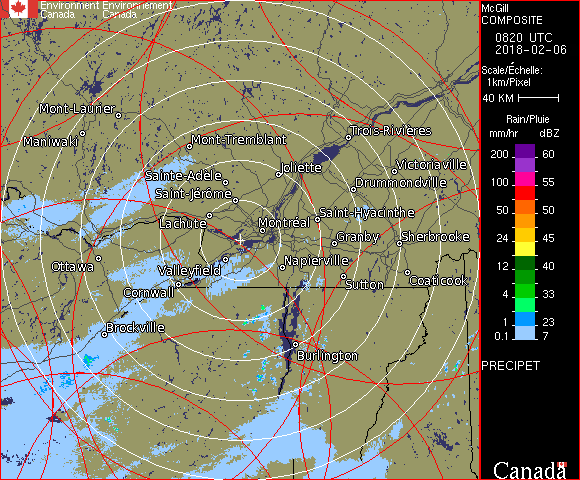 Environment Environnement
Canada Canada
McGill
COMPOSITE
0820 UTC
2018-02-06
Scale/Échelle:
1km/Pixel
40 KM
Rain/Pluie
mm/hr dBZ
200 60
100 55
50 50
24 45
12 40
4 33
1 23
0.1 7
PRECIPET
Canada
Mont-Laurier
Maniwaki
Mont-Tremblant
Trois-Rivières
Joliette
Victoriaville
Sainte-Adèle
Drummondville
Saint-Jérôme
Lachute
Saint-Hyacinthe
Montréal
Granby
Sherbrooke
Ottawa
Valleyfield
Napierville
Sutton
Coaticook
Cornwall
Brockville
Burlington